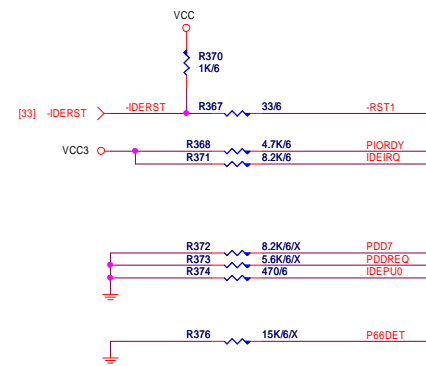 VCC
R370
1K/6
[33] -IDERST -IDERST R367 33/6 -RST1
VCC3 R368 4.7K/6 PIORDY
R371 8.2K/6 IDEIRQ
R372 8.2K/6/X PDD7
R373 5.6K/6/X PDDREQ
R374 470/6 IDEPU0
R376 15K/6/X P66DET